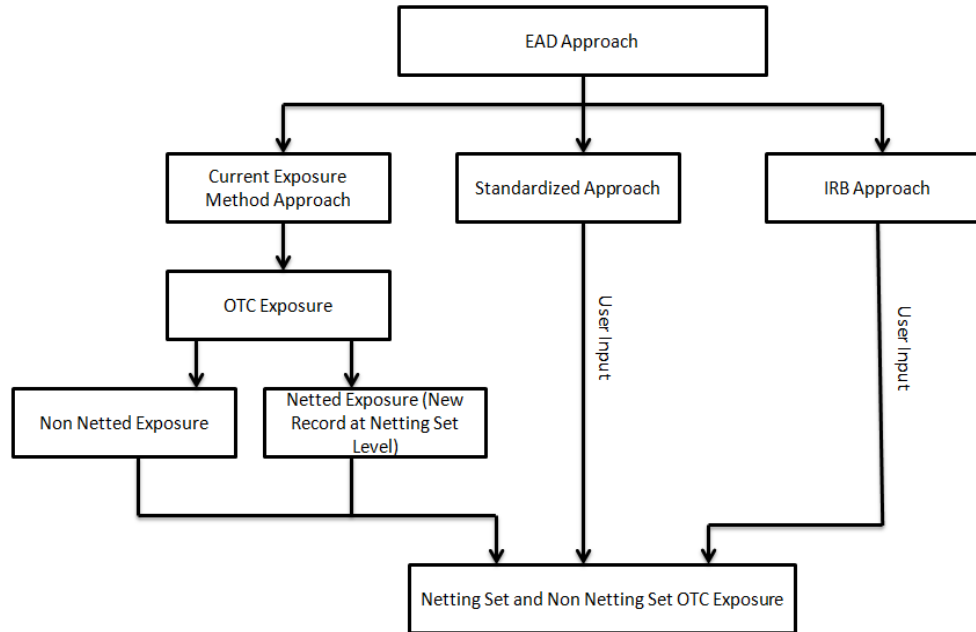 EAD Approach
Current Exposure
Method Approach
Standardized Approach
IRB Approach
OTC Exposure
User Input
User Input
Non Netted Exposure
Netted Exposure (New
Record at Netting Set
Level)
Netting Set and Non Netting Set OTC Exposure